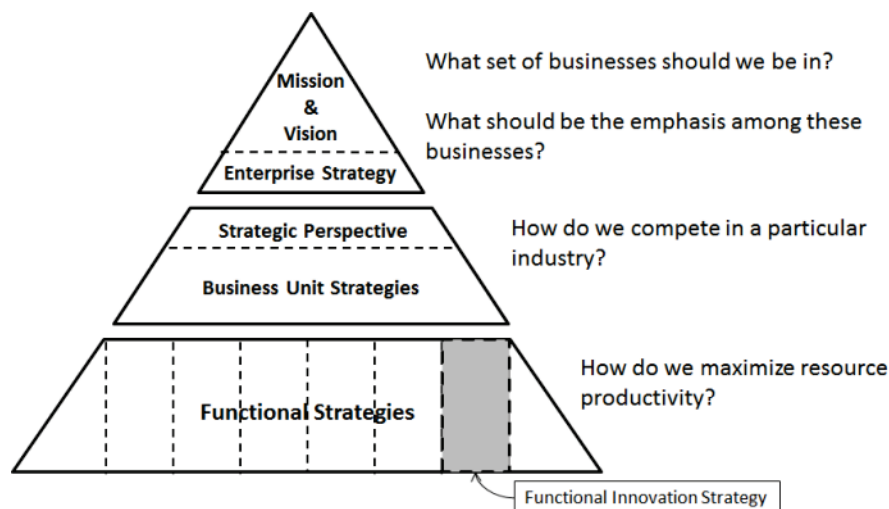 What set of businesses should we be in?
Mission
&
Vision
What should be the emphasis among these
businesses?
Enterprise Strategy
Strategic Perspective
How do we compete in a particular
industry?
Business Unit Strategies
How do we maximize resource
productivity?
Functional Strategies
Functional Innovation Strategy